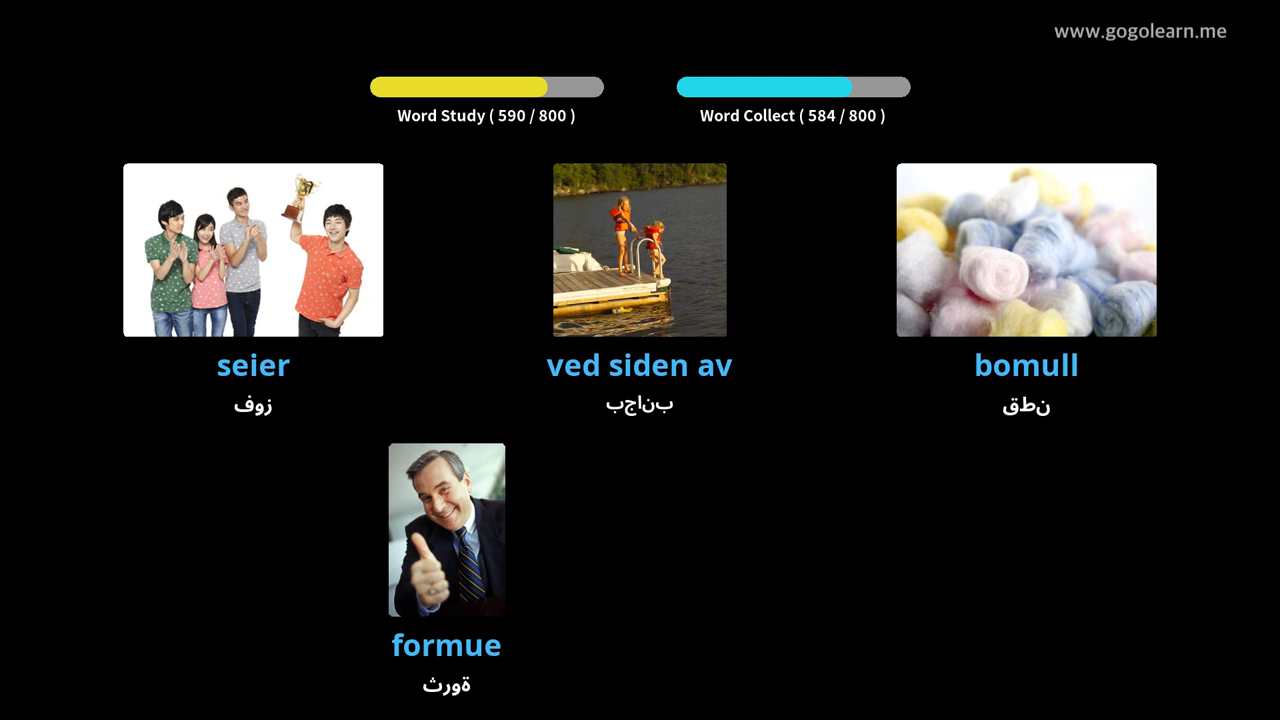 www.gogolearn.me
Word Study ( 590 / 800 )
Word Collect ( 584 / 800 )
seier
فوز
ved siden av
بجانب
bomull
قطن
formue
ثروة